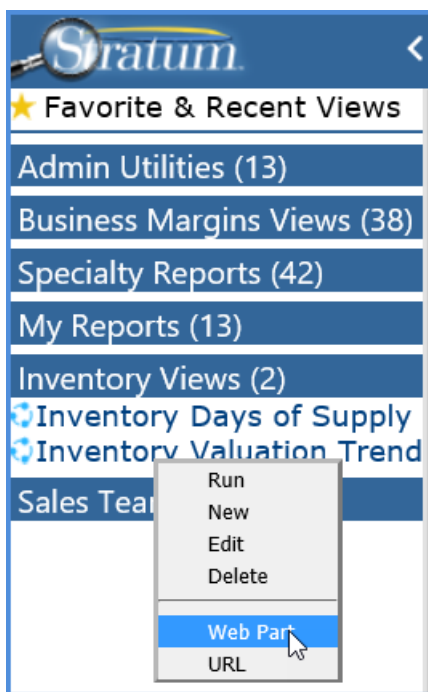 Stratum.
Favorite & Recent Views
Admin Utilities (13)
Business Margins Views (38)
Specialty Reports (42)
My Reports (13)
Inventory Views (2)
Inventory Days of Supply
Inventory Valuation Trend
Sales
Run
New
Edit
Delete
Web Part
URL